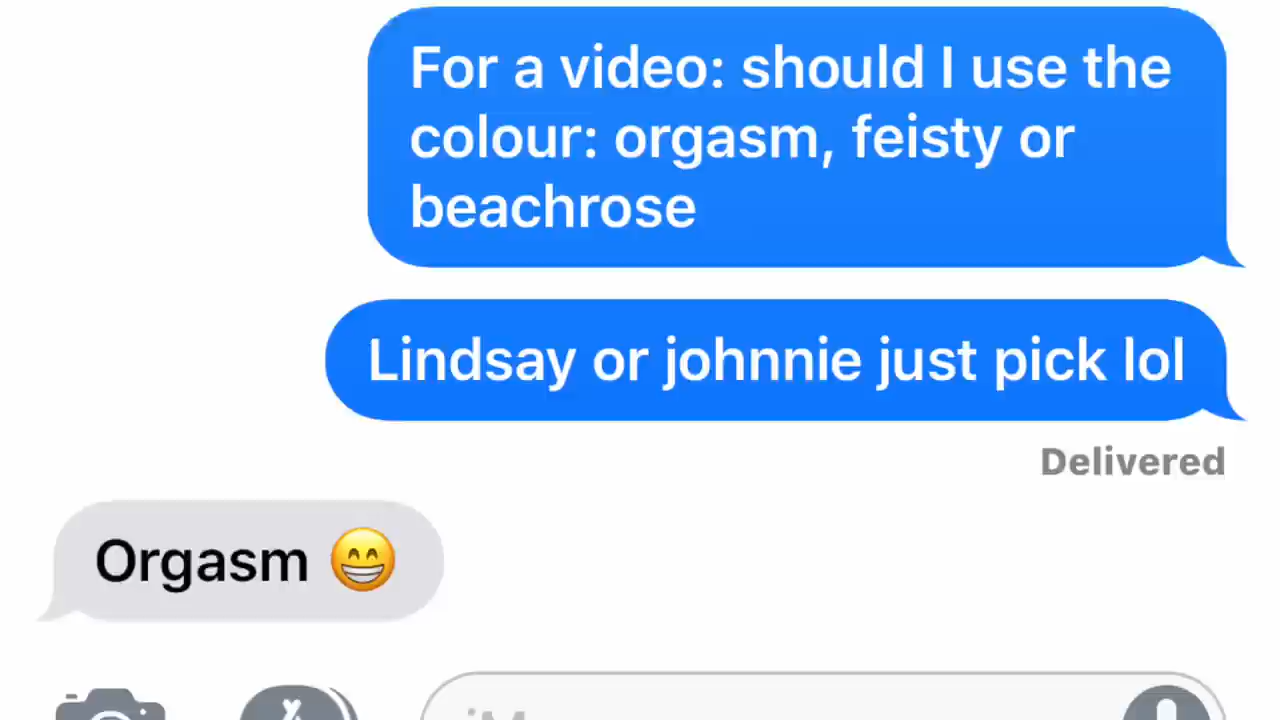 For a video: should I use the
colour: orgasm, feisty or
beachrose
Lindsay or johnnie just pick lol
Delivered
Orgasm 😁